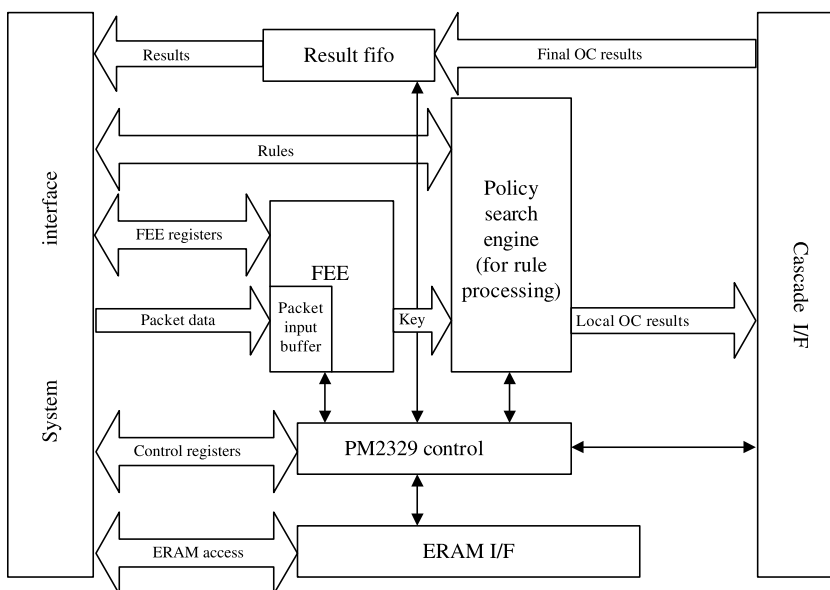 Results
Result fifo
Final OC results
Rules
interface
System
FEE registers
FEE
Policy
search
engine
(for rule
processing)
Packet data
Packet
input
buffer
Key
Local OC results
Cascade I/F
Control registers
PM2329 control
ERAM access
ERAM I/F